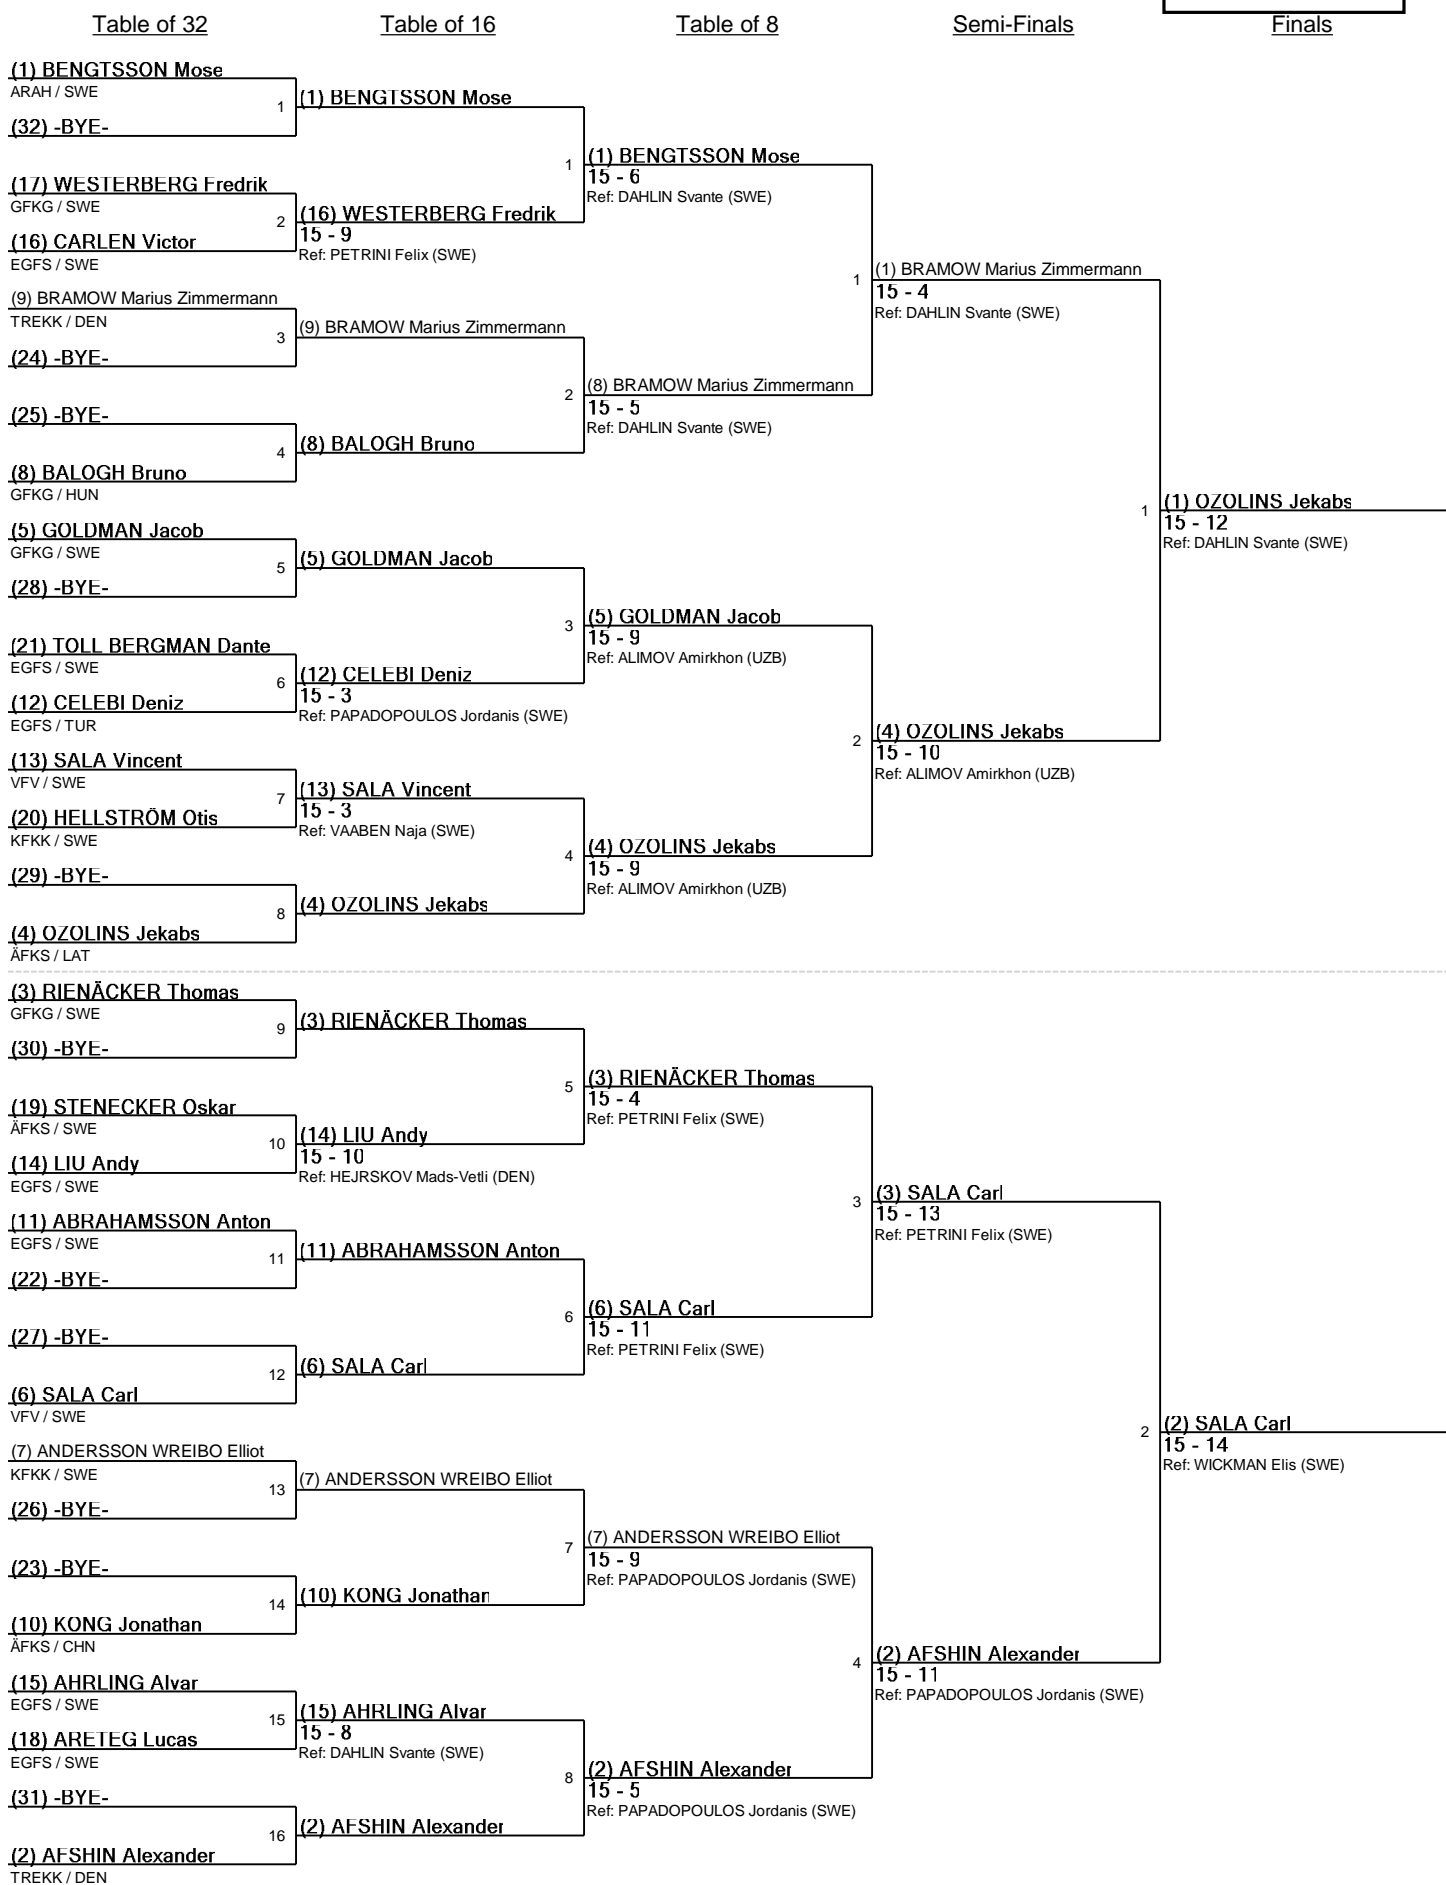 Table of 32
Table of 16
Table of 8
Semi-Finals
Finals
(1) BENGTSSON Mose
ARAH / SWE
(32) -BYE-
1
(17) WESTERBERG Fredrik
GFKG / SWE
(16) CARLEN Victor
EGFS / SWE
2
(9) BRAMOW Marius Zimmermann
TREKK / DEN
(24) -BYE-
3
(25) -BYE-
(8) BALOGH Bruno
GFKG / HUN
4
(5) GOLDMAN Jacob
GFKG / SWE
(28) -BYE-
5
(21) TOLL BERGMAN Dante
EGFS / SWE
(12) CELEBI Deniz
EGFS / TUR
6
(13) SALA Vincent
VFV / SWE
(20) HELLSTRÖM Otis
KFKK / SWE
7
(29) -BYE-
(4) OZOLINS Jekabs
ÄFKS / LAT
8
(3) RIENÄCKER Thomas
GFKG / SWE
(30) -BYE-
9
(19) STENECKER Oskar
ÄFKS / SWE
(14) LIU Andy
EGFS / SWE
10
(11) ABRAHAMSSON Anton
EGFS / SWE
(22) -BYE-
11
(27) -BYE-
(6) SALA Carl
VFV / SWE
12
(7) ANDERSSON WREIBO Elliot
KFKK / SWE
(26) -BYE-
13
(23) -BYE-
(10) KONG Jonathan
ÄFKS / CHN
14
(15) AHRLING Alvar
EGFS / SWE
(18) ARETEG Lucas
EGFS / SWE
15
(31) -BYE-
(2) AFSHIN Alexander
TREKK / DEN
16
(1) BENGTSSON Mose
(16) WESTERBERG Fredrik
15 - 9
Ref: PETRINI Felix (SWE)
1
(9) BRAMOW Marius Zimmermann
(8) BALOGH Bruno
2
(5) GOLDMAN Jacob
(12) CELEBI Deniz
15 - 3
Ref: PAPADOPOULOS Jordanis (SWE)
3
(13) SALA Vincent
15 - 3
Ref: VAABEN Naja (SWE)
(4) OZOLINS Jekabs
4
(3) RIENÄCKER Thomas
(14) LIU Andy
15 - 10
Ref: HEJRSKOV Mads-Vetli (DEN)
5
(11) ABRAHAMSSON Anton
(6) SALA Carl
6
(7) ANDERSSON WREIBO Elliot
(10) KONG Jonathan
7
(15) AHRLING Alvar
15 - 8
Ref: DAHLIN Svante (SWE)
(2) AFSHIN Alexander
8
(1) BENGTSSON Mose
15 - 6
Ref: DAHLIN Svante (SWE)
(8) BRAMOW Marius Zimmermann
15 - 5
Ref: DAHLIN Svante (SWE)
1
(5) GOLDMAN Jacob
15 - 9
Ref: ALIMOV Amirkhon (UZB)
(4) OZOLINS Jekabs
15 - 9
Ref: ALIMOV Amirkhon (UZB)
2
(3) RIENÄCKER Thomas
15 - 4
Ref: PETRINI Felix (SWE)
(6) SALA Carl
15 - 11
Ref: PETRINI Felix (SWE)
3
(7) ANDERSSON WREIBO Elliot
15 - 9
Ref: PAPADOPOULOS Jordanis (SWE)
(2) AFSHIN Alexander
15 - 5
Ref: PAPADOPOULOS Jordanis (SWE)
4
(1) BRAMOW Marius Zimmermann
15 - 4
Ref: DAHLIN Svante (SWE)
(4) OZOLINS Jekabs
15 - 10
Ref: ALIMOV Amirkhon (UZB)
1
(3) SALA Carl
15 - 13
Ref: PETRINI Felix (SWE)
(2) AFSHIN Alexander
15 - 11
Ref: PAPADOPOULOS Jordanis (SWE)
2
(1) OZOLINS Jekabs
15 - 12
Ref: DAHLIN Svante (SWE)
(2) SALA Carl
15 - 14
Ref: WICKMAN Elis (SWE)